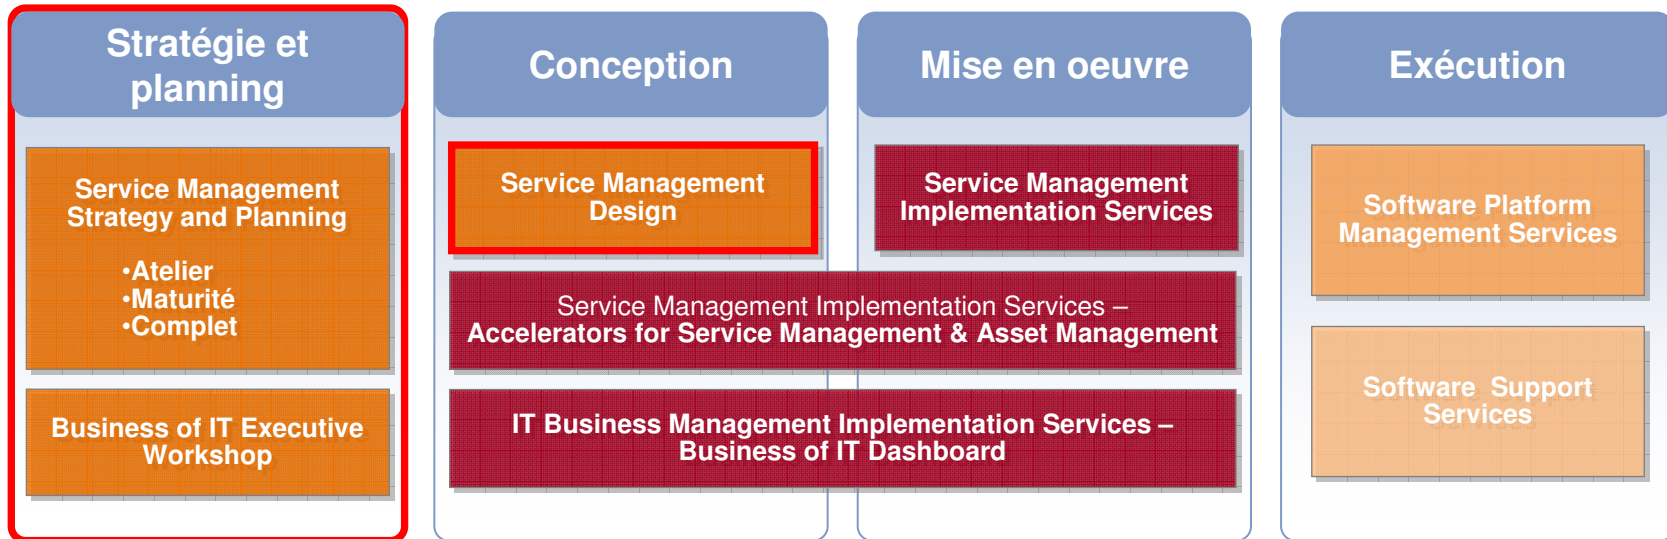 Stratégie et
planning
Service Management
Strategy and Planning
•Atelier
•Maturité
•Complet
Business of IT Executive
Workshop
Conception
Service Management
Design
Mise en oeuvre
Service Management
Implementation Services
Service Management Implementation Services –
Accelerators for Service Management & Asset Management
IT Business Management Implementation Services –
Business of IT Dashboard
Exécution
Software Platform
Management Services
Software Support
Services